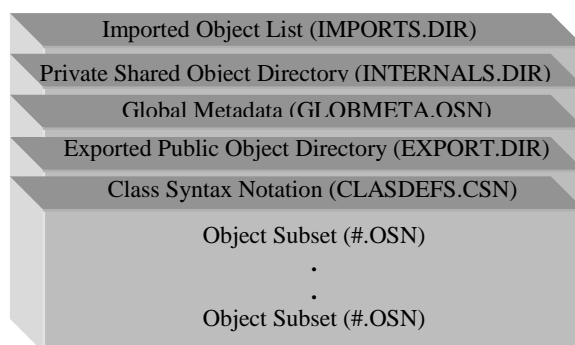 Imported Object List (IMPORTS.DIR)
Private Shared Object Directory (INTERNALS.DIR)
Global Metadata (GLOBMETA.OSN)
Exported Public Object Directory (EXPORT.DIR)
Class Syntax Notation (CLASDEFS.CSN)
Object Subset (#.OSN)
.
.
Object Subset (#.OSN)